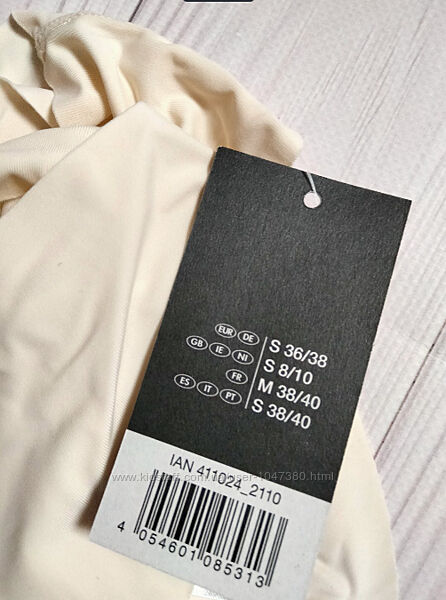 EUR DE S 36/38
GB IE NI S 8/10
FR M 38/40
ES IT PT S 38/40
IAN 411024_2110
4 054601 085313